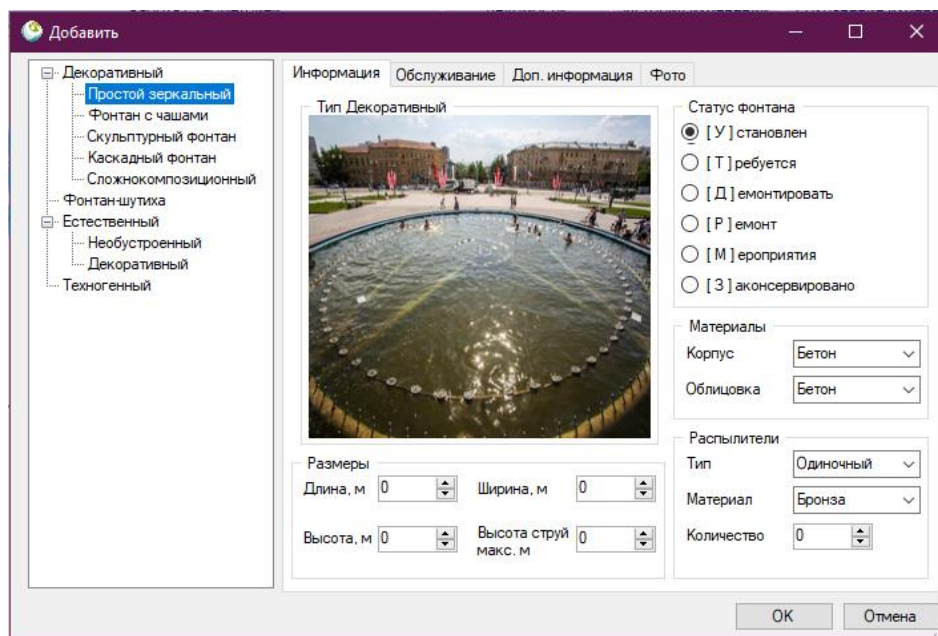 Добавить
Декоративный
Простой зеркальный
Фонтан с чашами
Скульптурный фонтан
Каскадный фонтан
Сложнокомпозиционный
Фонтан-шутиха
Естественный
Необустроенный
Декоративный
Техногенный
Информация Обслуживание Доп. информация Фото
Тип Декоративный
Размеры
Длина, м 0 Ширина, м 0
Высота, м 0 Высота струй
макс. м 0
Статус фонтана
[ У ] становлен
[ Т ] ребуется
[ Д ] емонтировать
[ Р ] емонт
[ М ] ероприятия
[ З ] аконсервировано
Материалы
Корпус Бетон
Облицовка Бетон
Распылители
Тип Одиночный
Материал Бронза
Количество 0
OK Отмена